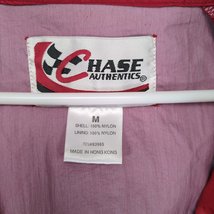 CHASE
AUTHENTICS
M
SHELL: 100% NYLON
LINING: 100% NYLON
MADE IN HONG KONG